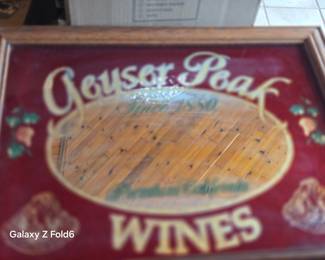 Geyser Peak
Since 1880
WINES
Galaxy Z Fold6